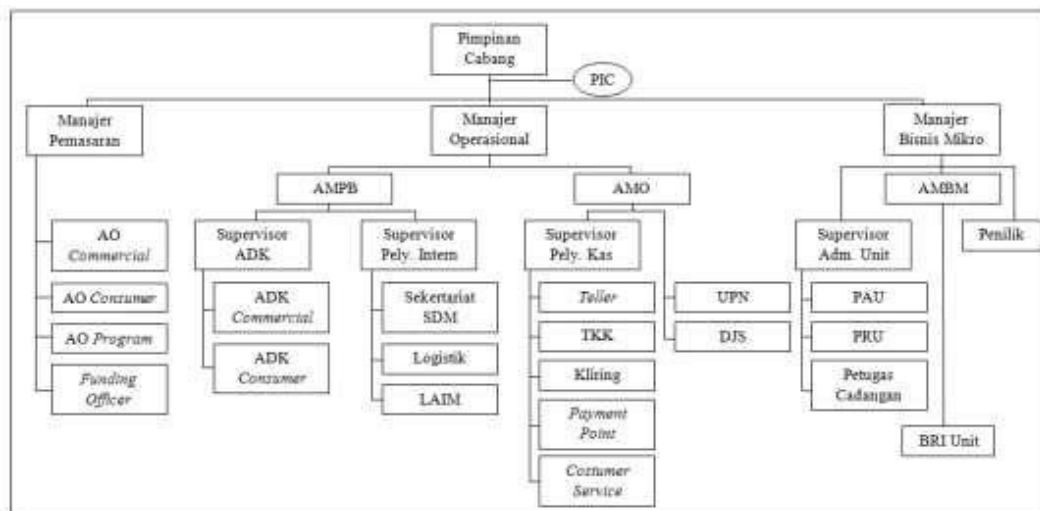 Pimpinan
Cabang
PIC
Manajer
Pemasaran
Manajer
Operasional
Manajer
Bisnis Mikro
AMPB
AMO
AMBM
AO
Commercial
Supervisor
ADK
Supervisor
Pely. Intern
Supervisor
Pely. Kas
Supervisor
Adm. Unit
Penilik
AO Consumer
ADK
Commercial
Sekertariat
SDM
Teller
UPN
PAU
AO Program
ADK
Consumer
Logistik
TKK
DJS
PRU
Funding
Officer
LAIM
Kliring
Petugas
Cadangan
Payment
Point
BRI Unit
Costumer
Service